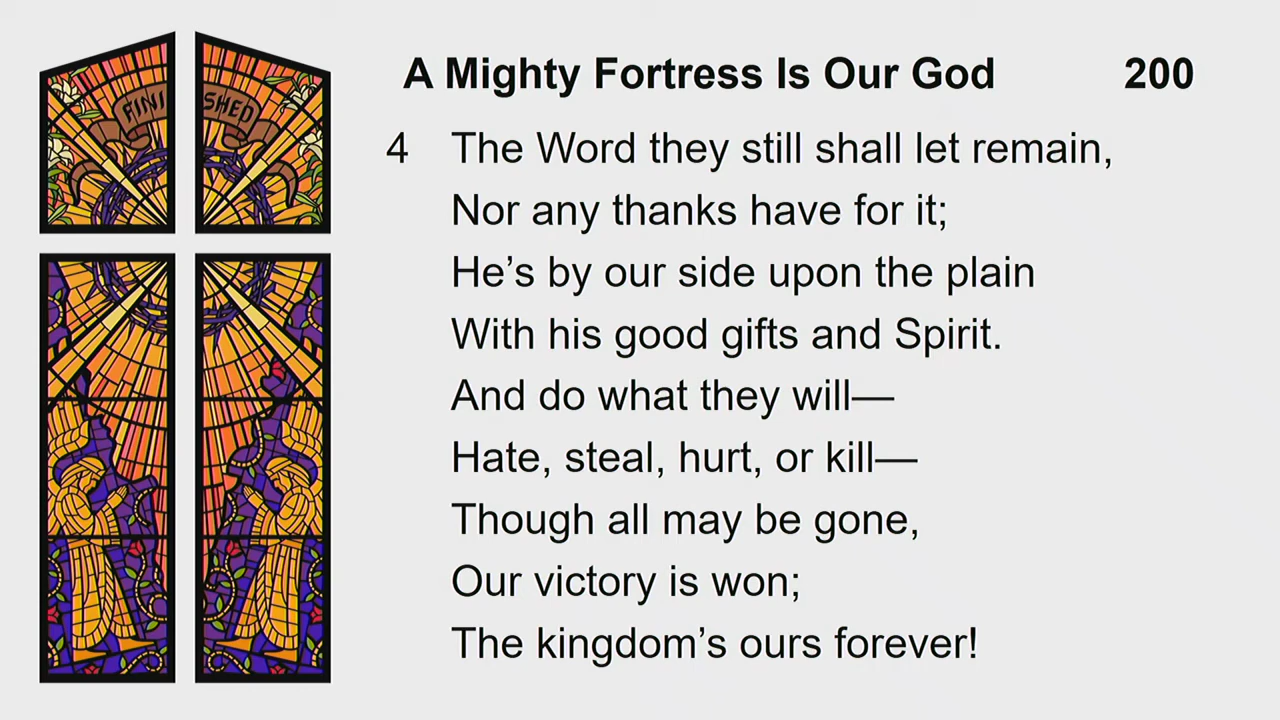 FINI SHED
A Mighty Fortress Is Our God 200
4 The Word they still shall let remain,
Nor any thanks have for it;
He’s by our side upon the plain
With his good gifts and Spirit.
And do what they will—
Hate, steal, hurt, or kill—
Though all may be gone,
Our victory is won;
The kingdom’s ours forever!